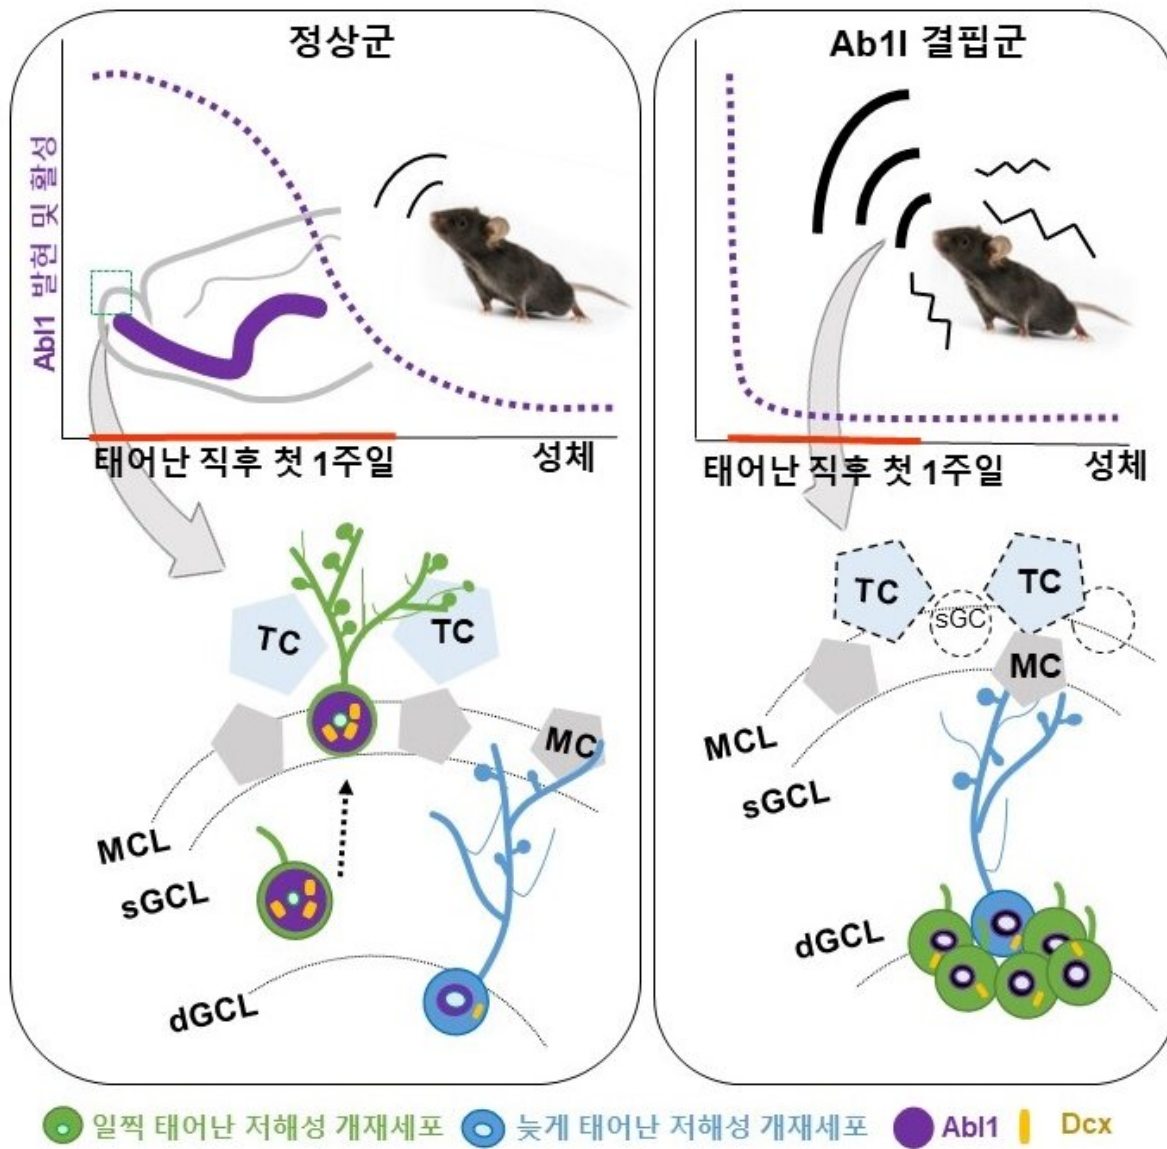 정상군
Abl1 발현 및 활성
태어난 직후 첫 1주일
성체
TC
TC
MC
MCL
sGCL
dGCL
Ab1l 결핍군
태어난 직후 첫 1주일
성체
TC
sGC
TC
MC
MCL
sGCL
dGCL
일찍 태어난 저해성 개재세포 늦게 태어난 저해성 개재세포 Abl1 Dcx